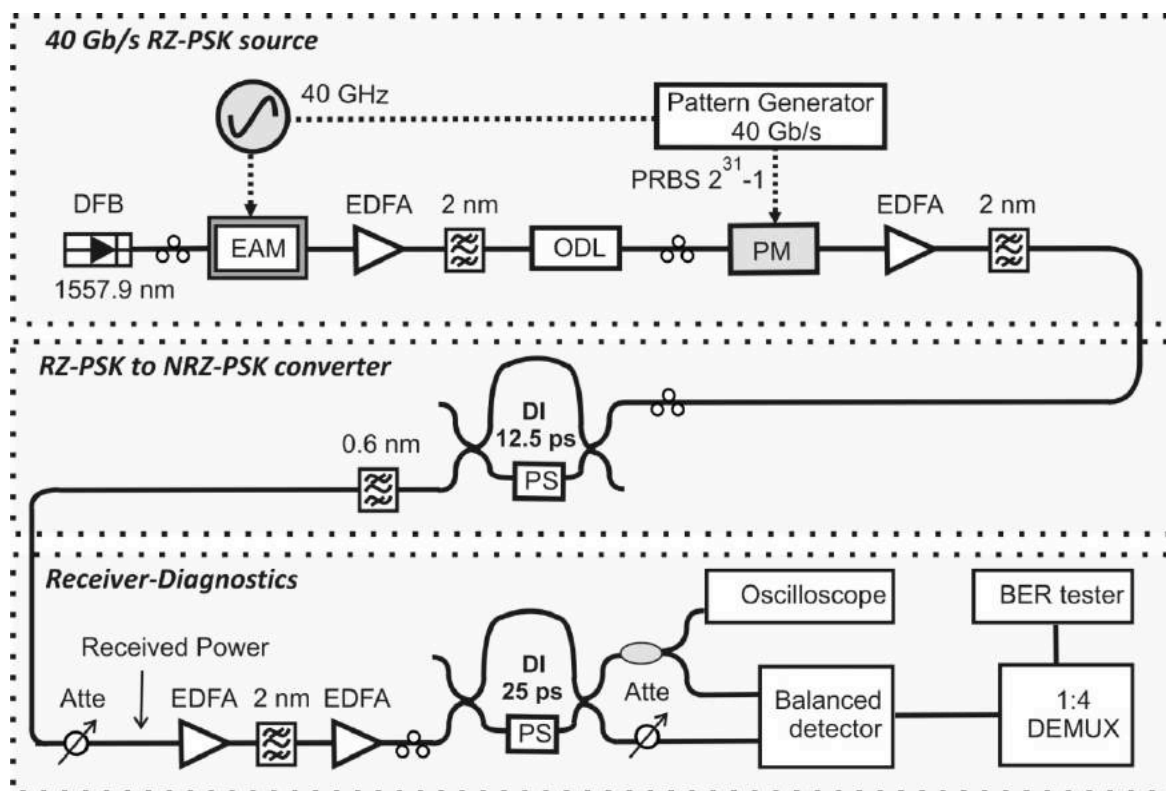 40 Gb/s RZ-PSK source
40 GHz
Pattern Generator
40 Gb/s
PRBS 2^31-1
DFB
EDFA
2 nm
EDFA
2 nm
EAM
ODL
PM
1557.9 nm
RZ-PSK to NRZ-PSK converter
DI
12.5 ps
0.6 nm
PS
Receiver-Diagnostics
Oscilloscope
BER tester
Received Power
DI
25 ps
Atte
EDFA
2 nm
EDFA
Atte
PS
Balanced
detector
1:4
DEMUX